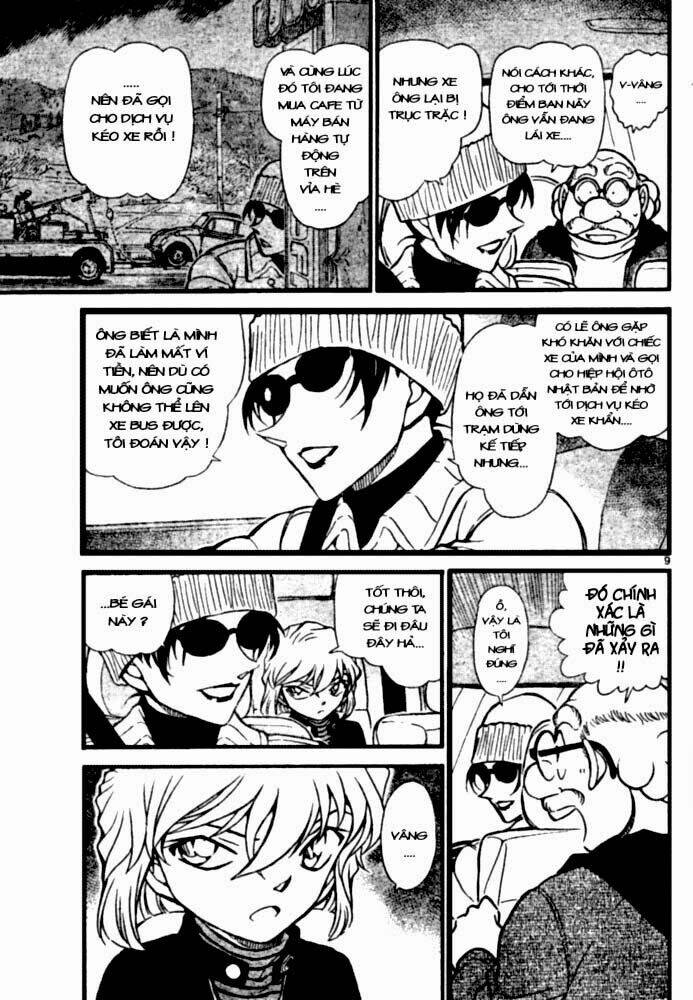 V-VÂNG
....
NÓI CÁCH KHÁC,
CHO TỚI THỜI
ĐIỂM BAN NÃY
ÔNG VẪN ĐANG
LÁI XE....
NHƯNG XE
ÔNG LẠI BỊ
TRỤC TRẶC !
VÀ CÙNG LÚC
ĐÓ TÔI ĐANG
MUA CAFE TỪ
MÁY BÁN
HÀNG TỰ
ĐỘNG
TRÊN
VỈA HÈ
....
.....
NÊN ĐÃ GỌI
CHO DỊCH VỤ
KÉO XE RỒI !
CÓ LẼ ÔNG GẶP
KHÓ KHĂN VỚI CHIẾC
XE CỦA MÌNH VÀ GỌI
CHO HIỆP HỘI ÔTÔ
NHẬT BẢN ĐỂ NHỜ
TỚI DỊCH VỤ KÉO
XE KHẨN....
HỌ ĐÃ DẪN
ÔNG TỚI
TRẠM DỪNG
KẾ TIẾP
NHƯNG...
ÔNG BIẾT LÀ MÌNH
ĐÃ LÀM MẤT VÍ
TIỀN, NÊN DÙ CÓ
MUỐN ÔNG CŨNG
KHÔNG THỂ LÊN
XE BUS ĐƯỢC,
TÔI ĐOÁN VẬY !
9
ĐÓ CHÍNH
XÁC LÀ
NHỮNG GÌ
ĐÃ XẢY RA
!!
Ồ,
VẬY LÀ
TÔI
NGHĨ
ĐÚNG
....
TỐT THÔI,
CHÚNG TA
SẼ ĐI ĐÂU
ĐÂY HẢ...
...BÉ GÁI
NÀY ?
VÂNG
....